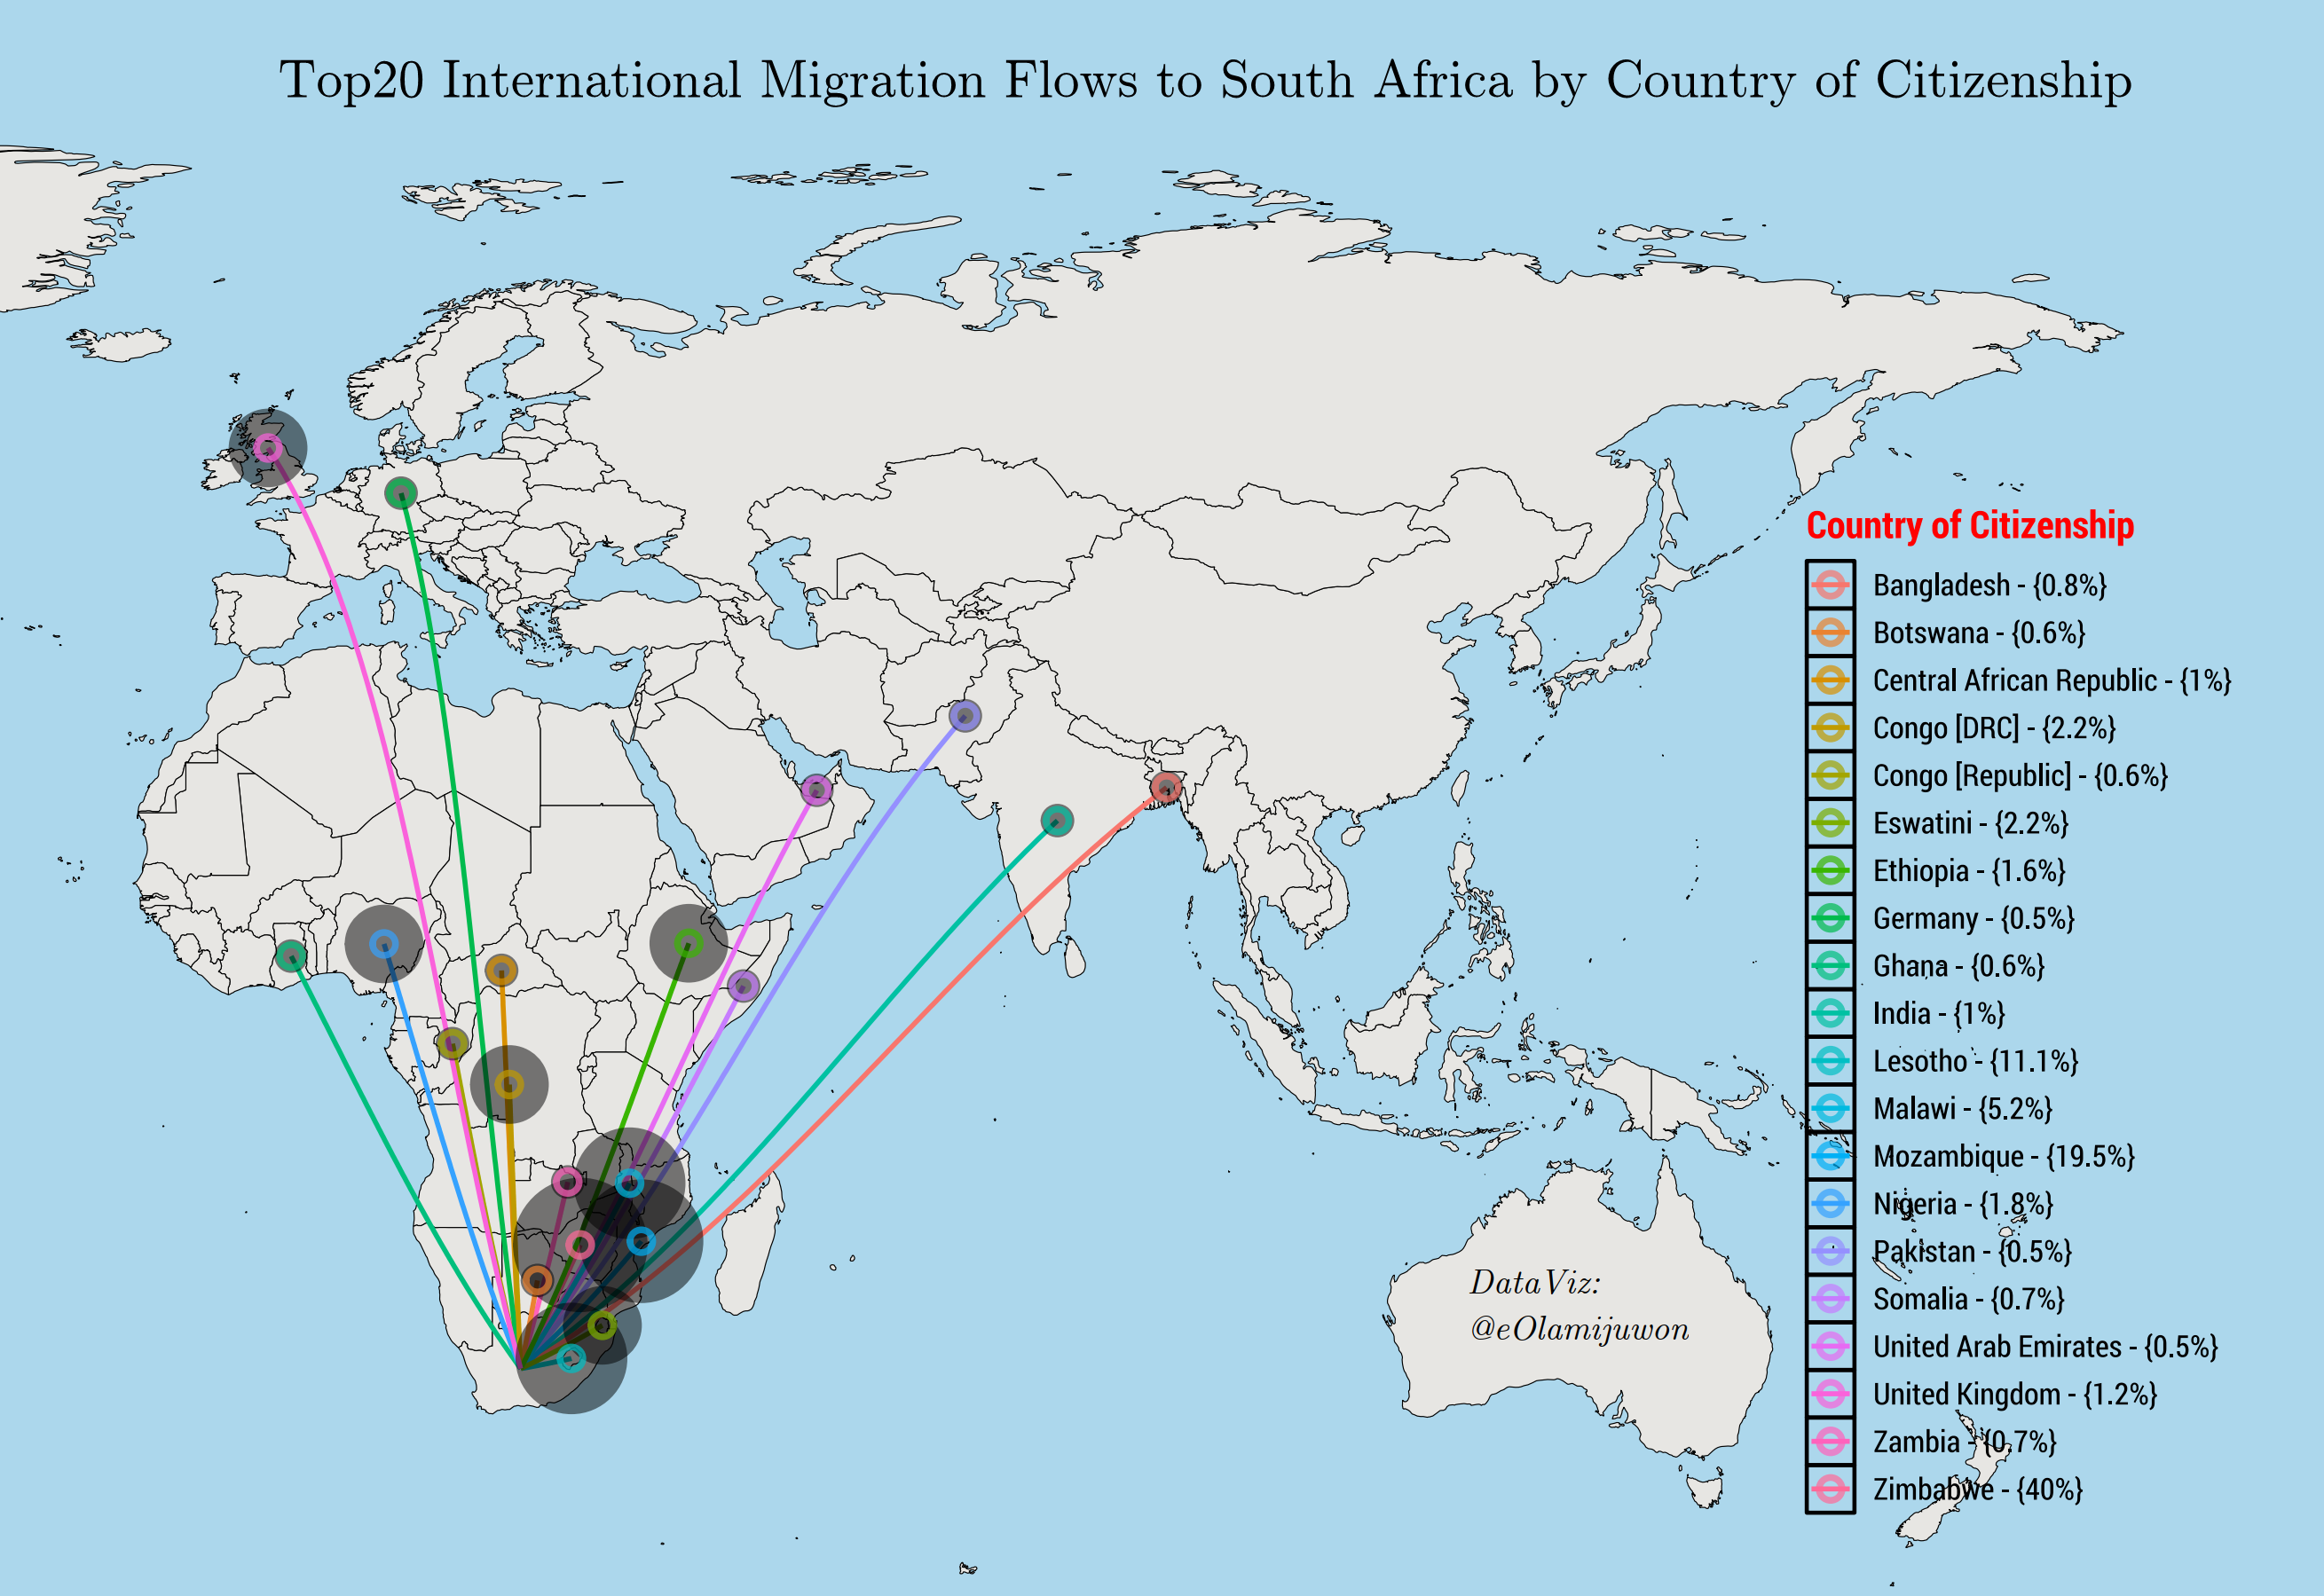 Top20 International Migration Flows to South Africa by Country of Citizenship
Country of Citizenship
Bangladesh - {0.8%}
Botswana - {0.6%}
Central African Republic - {1%}
Congo [DRC] - {2.2%}
Congo [Republic] - {0.6%}
Eswatini - {2.2%}
Ethiopia - {1.6%}
Germany - {0.5%}
Ghana - {0.6%}
India - {1%}
Lesotho - {11.1%}
Malawi - {5.2%}
Mozambique - {19.5%}
Nigeria - {1.8%}
Pakistan - {0.5%}
Somalia - {0.7%}
United Arab Emirates - {0.5%}
United Kingdom - {1.2%}
Zambia - {0.7%}
Zimbabwe - {40%}
DataViz:
@eOlamijuwon